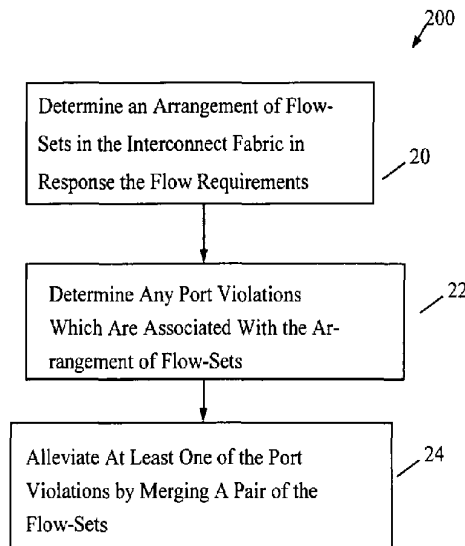 200
Determine an Arrangement of Flow-
Sets in the Interconnect Fabric in
Response the Flow Requirements
20
Determine Any Port Violations
Which Are Associated With the Ar-
rangement of Flow-Sets
22
Alleviate At Least One of the Port
Violations by Merging A Pair of the
Flow-Sets
24